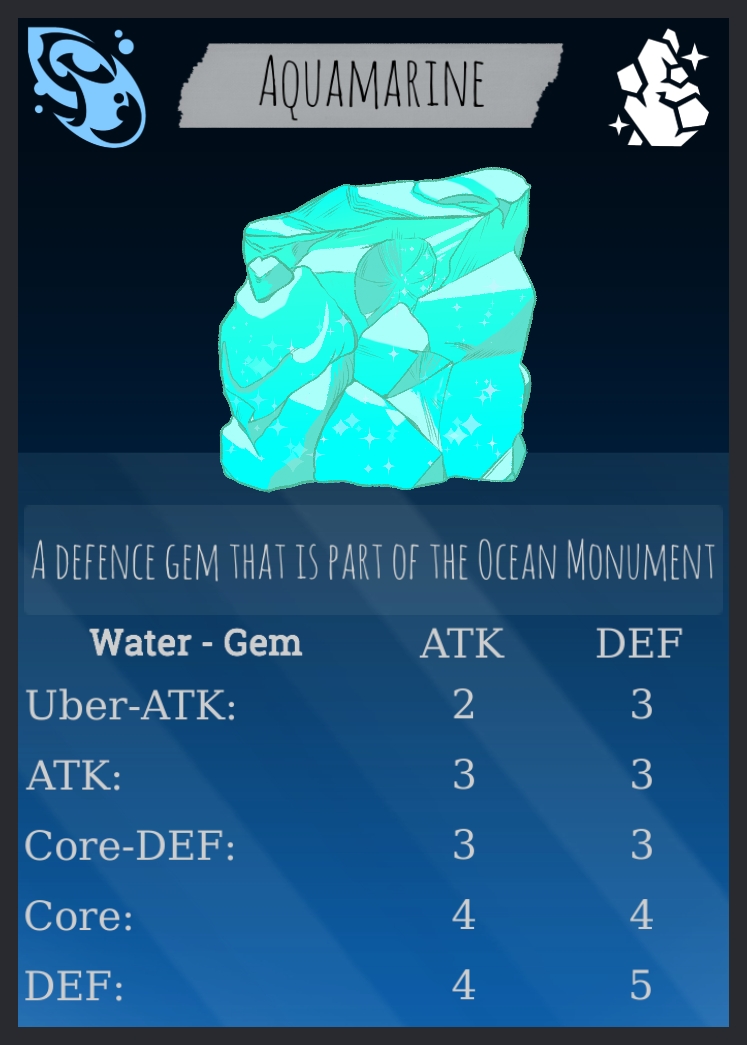 Aquamarine
A defence gem that is part of the Ocean Monument
Water - Gem ATK DEF
Uber-ATK: 2 3
ATK: 3 3
Core-DEF: 3 3
Core: 4 4
DEF: 4 5